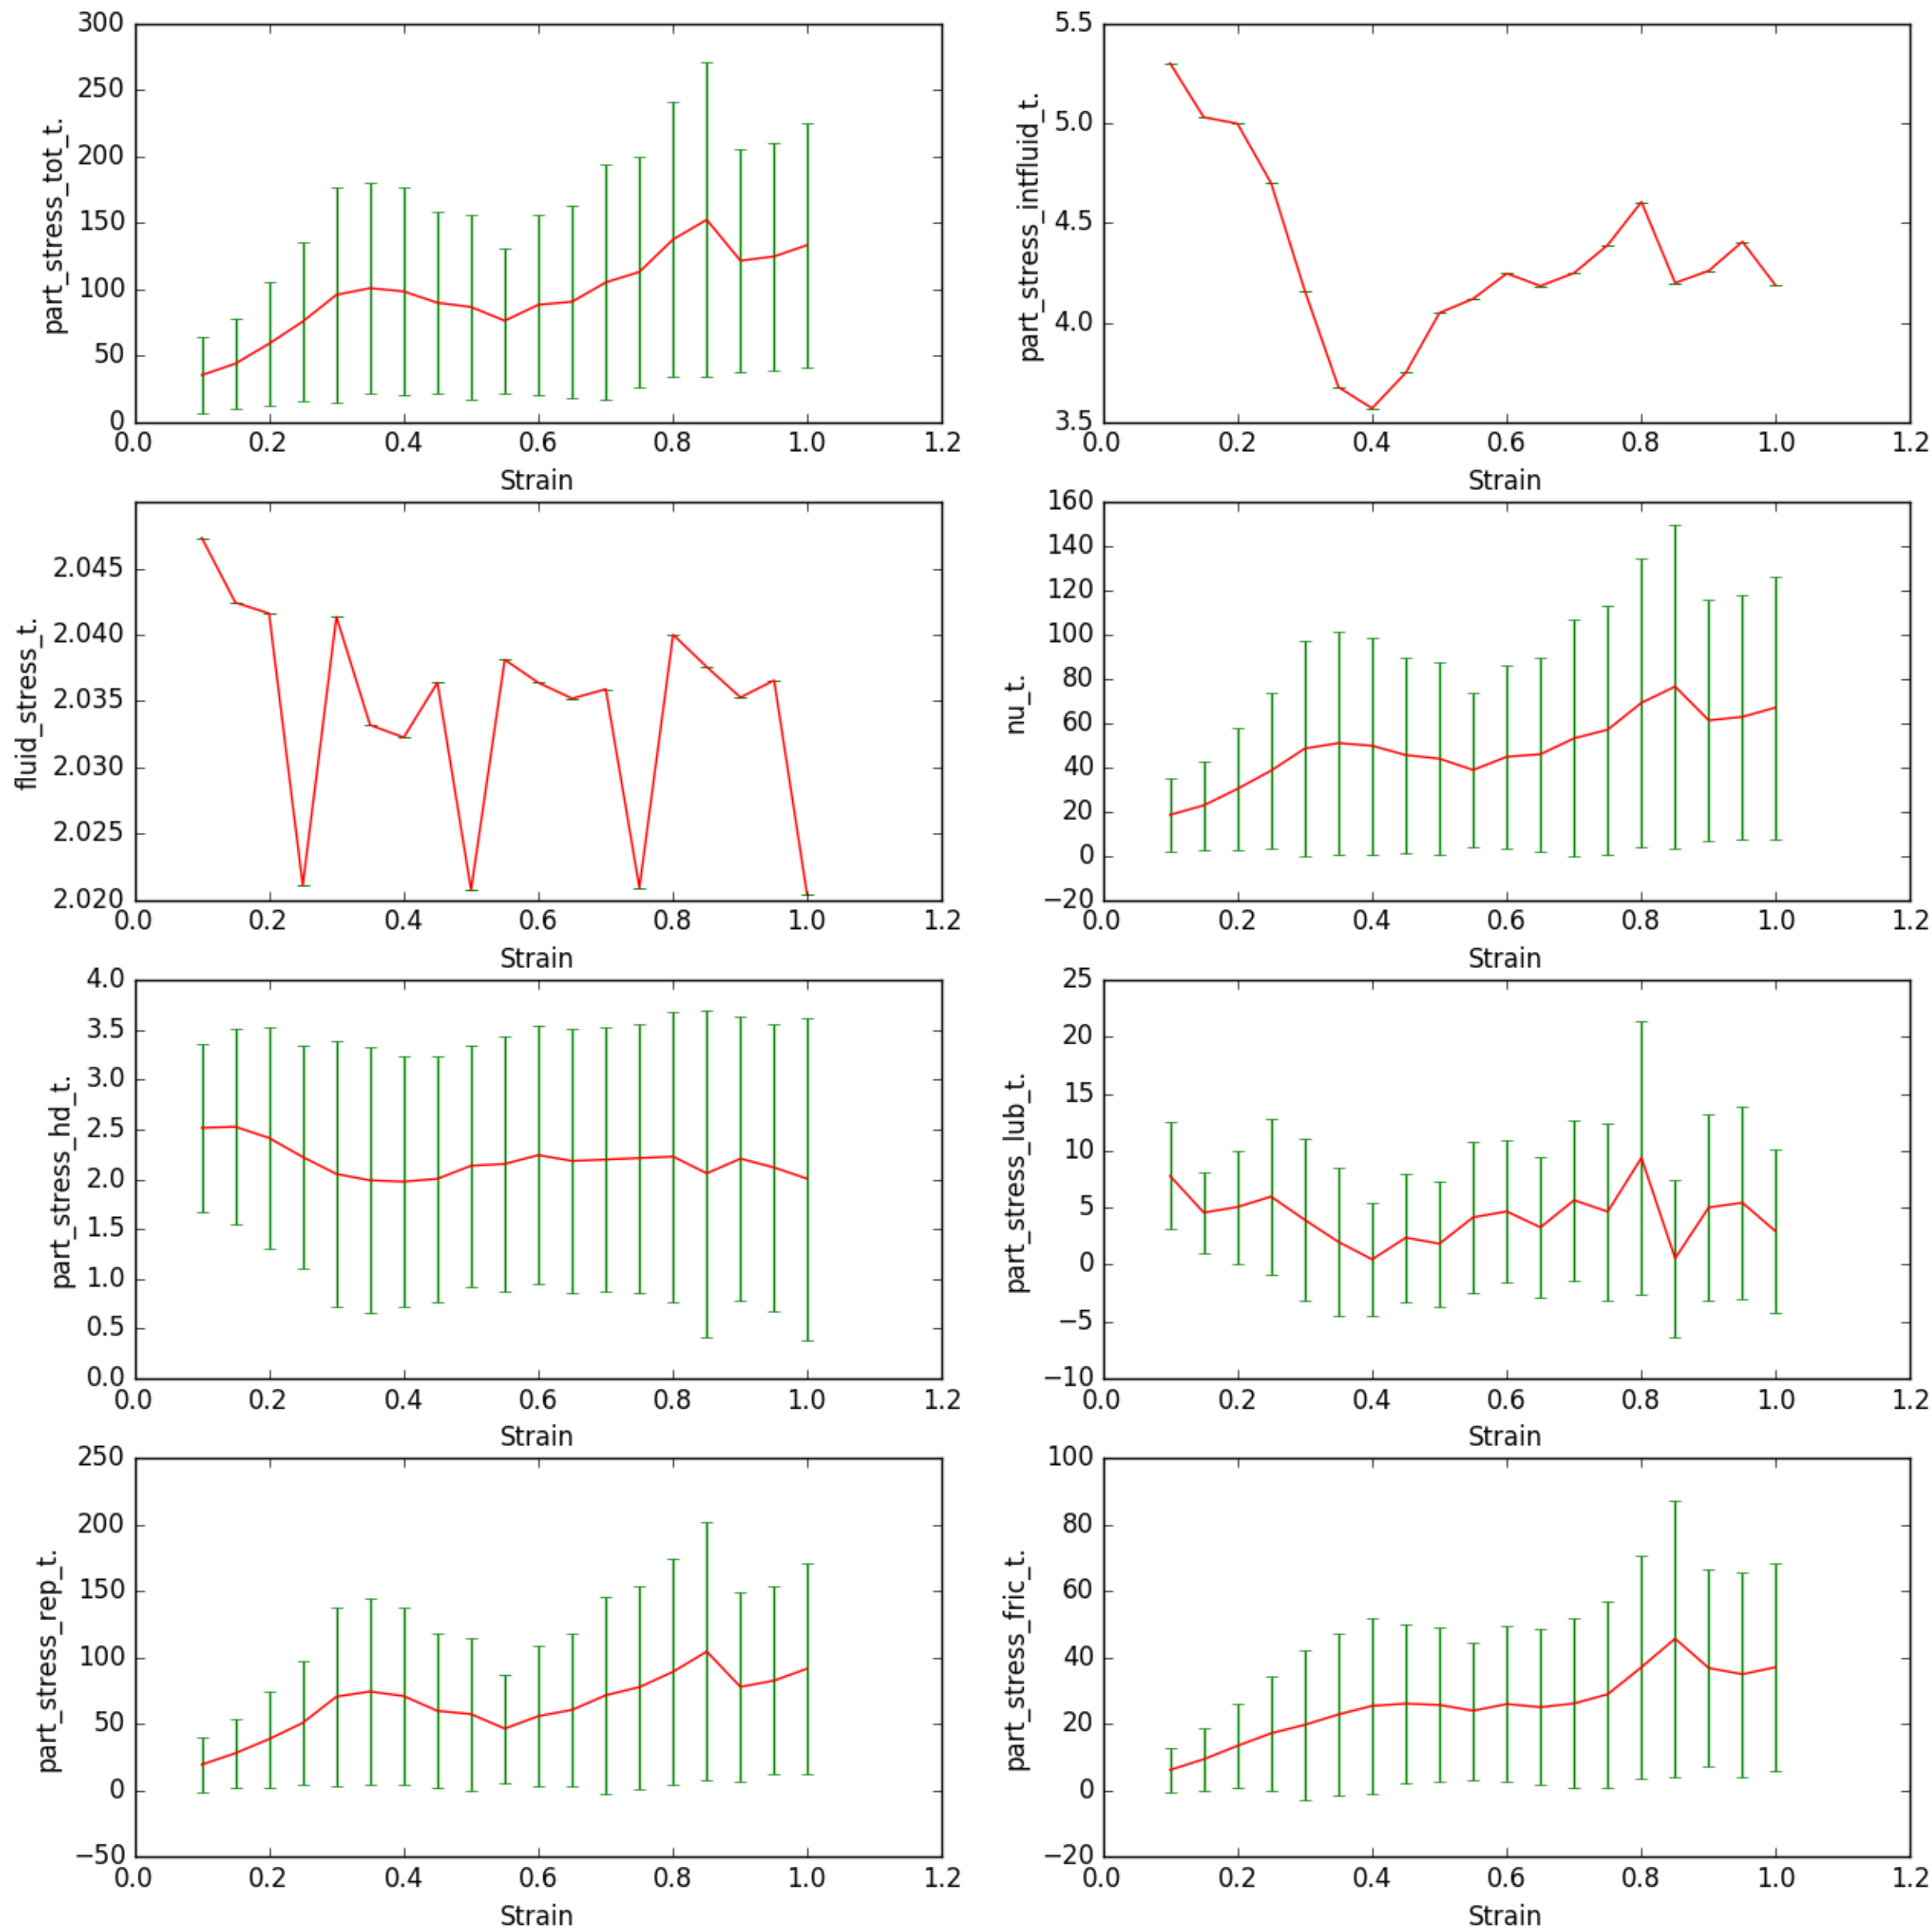 300
250
200
150
100
50
0
part_stress_tot_t.
0.0 0.2 0.4 0.6 0.8 1.0 1.2
Strain
5.5
5.0
4.5
4.0
3.5
part_stress_intfluid_t.
0.0 0.2 0.4 0.6 0.8 1.0 1.2
Strain
2.045
2.040
2.035
2.030
2.025
2.020
fluid_stress_t.
0.0 0.2 0.4 0.6 0.8 1.0 1.2
Strain
160
140
120
100
80
60
40
20
0
−20
nu_t.
0.0 0.2 0.4 0.6 0.8 1.0 1.2
Strain
4.0
3.5
3.0
2.5
2.0
1.5
1.0
0.5
0.0
part_stress_hd_t.
0.0 0.2 0.4 0.6 0.8 1.0 1.2
Strain
25
20
15
10
5
0
−5
−10
part_stress_lub_t.
0.0 0.2 0.4 0.6 0.8 1.0 1.2
Strain
250
200
150
100
50
0
−50
part_stress_rep_t.
0.0 0.2 0.4 0.6 0.8 1.0 1.2
Strain
100
80
60
40
20
0
−20
part_stress_fric_t.
0.0 0.2 0.4 0.6 0.8 1.0 1.2
Strain